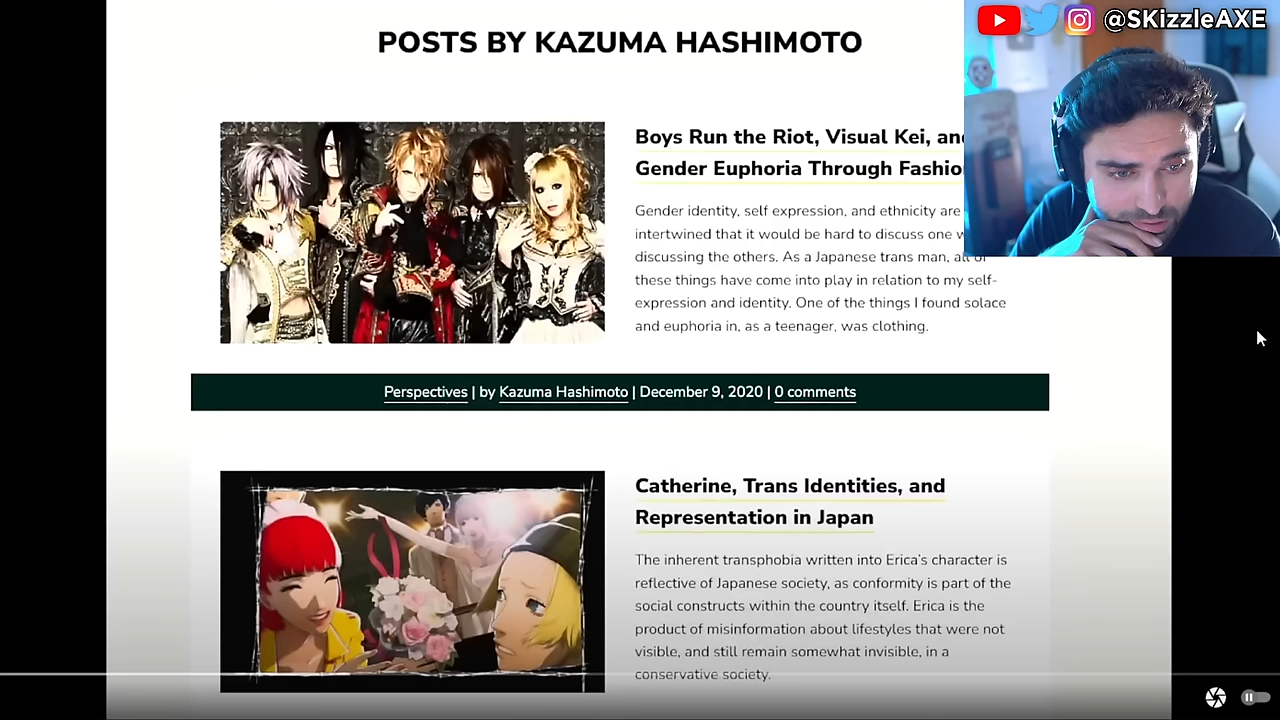 @SKizzleAXE
POSTS BY KAZUMA HASHIMOTO
Boys Run the Riot, Visual Kei, and
Gender Euphoria Through Fashio
Gender identity, self expression, and ethnicity are
intertwined that it would be hard to discuss one
discussing the others. As a Japanese trans man, all of
these things have come into play in relation to my self-
expression and identity. One of the things I found solace
and euphoria in, as a teenager, was clothing.
Perspectives | by Kazuma Hashimoto | December 9, 2020 | 0 comments
Catherine, Trans Identities, and
Representation in Japan
The inherent transphobia written into Erica's character is
reflective of Japanese society, as conformity is part of the
social constructs within the country itself. Erica is the
product of misinformation about lifestyles that were not
visible, and still remain somewhat invisible, in a
conservative society.